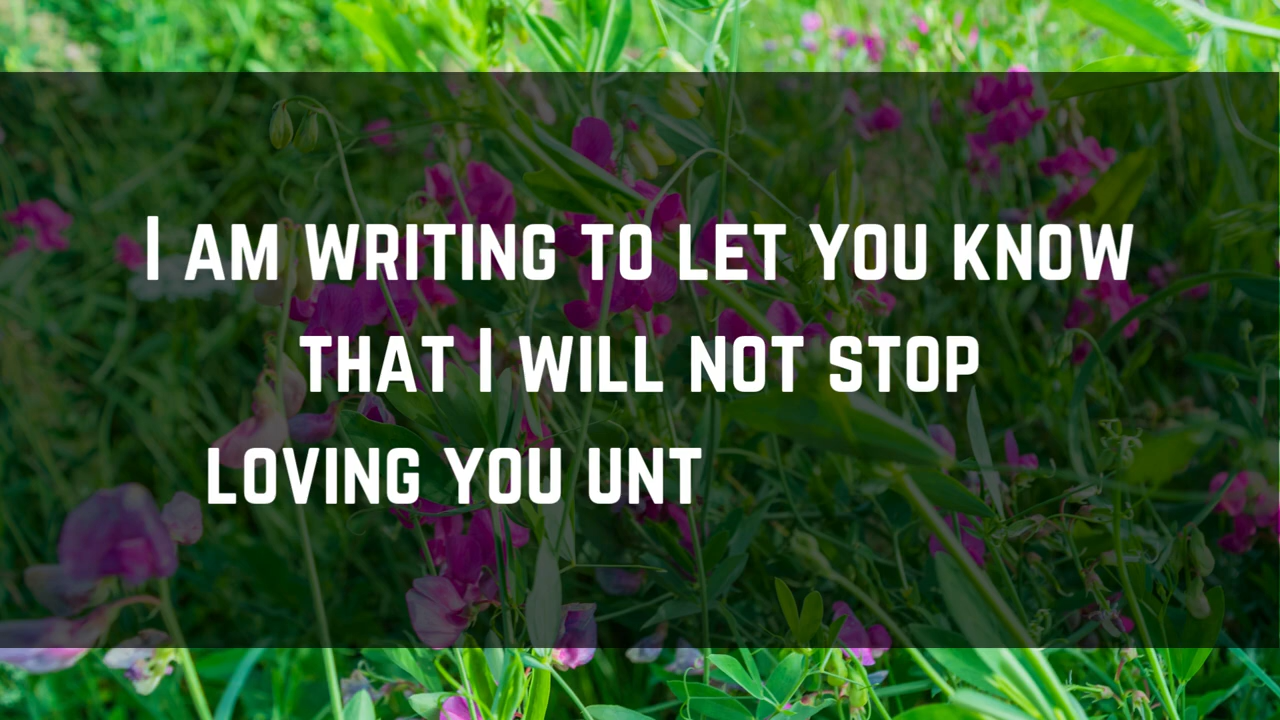 I AM WRITING TO LET YOU KNOW
THAT I WILL NOT STOP
LOVING YOU UNT